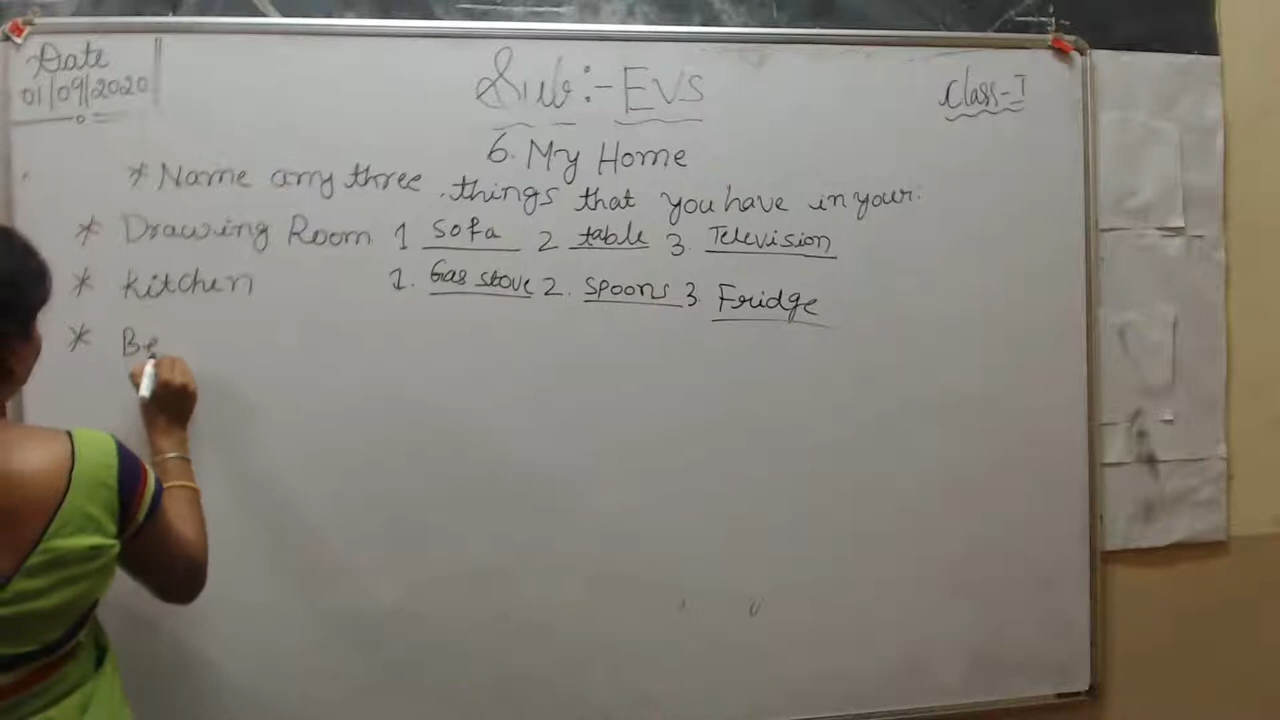 Date
01/09/2020
Sub:- EVS
Class-I
6. My Home
* Name any three things that you have in your.
* Drawing Room 1 Sofa 2 table 3. Television
* Kitchen 1. Gas stove 2. Spoons 3 Fridge
* Be